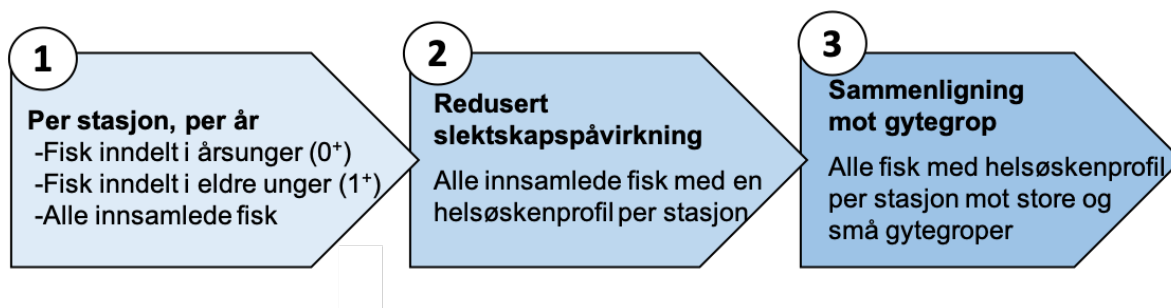 1
Per stasjon, per år
-Fisk inndelt i årsunger (0⁺)
-Fisk inndelt i eldre unger (1⁺)
-Alle innsamlede fisk
2
Redusert
slektskapspåvirkning
Alle innsamlede fisk med en
helsøskenprofil per stasjon
3
Sammenligning
mot gytegrop
Alle fisk med helsøskenprofil
per stasjon mot store og
små gytegroper